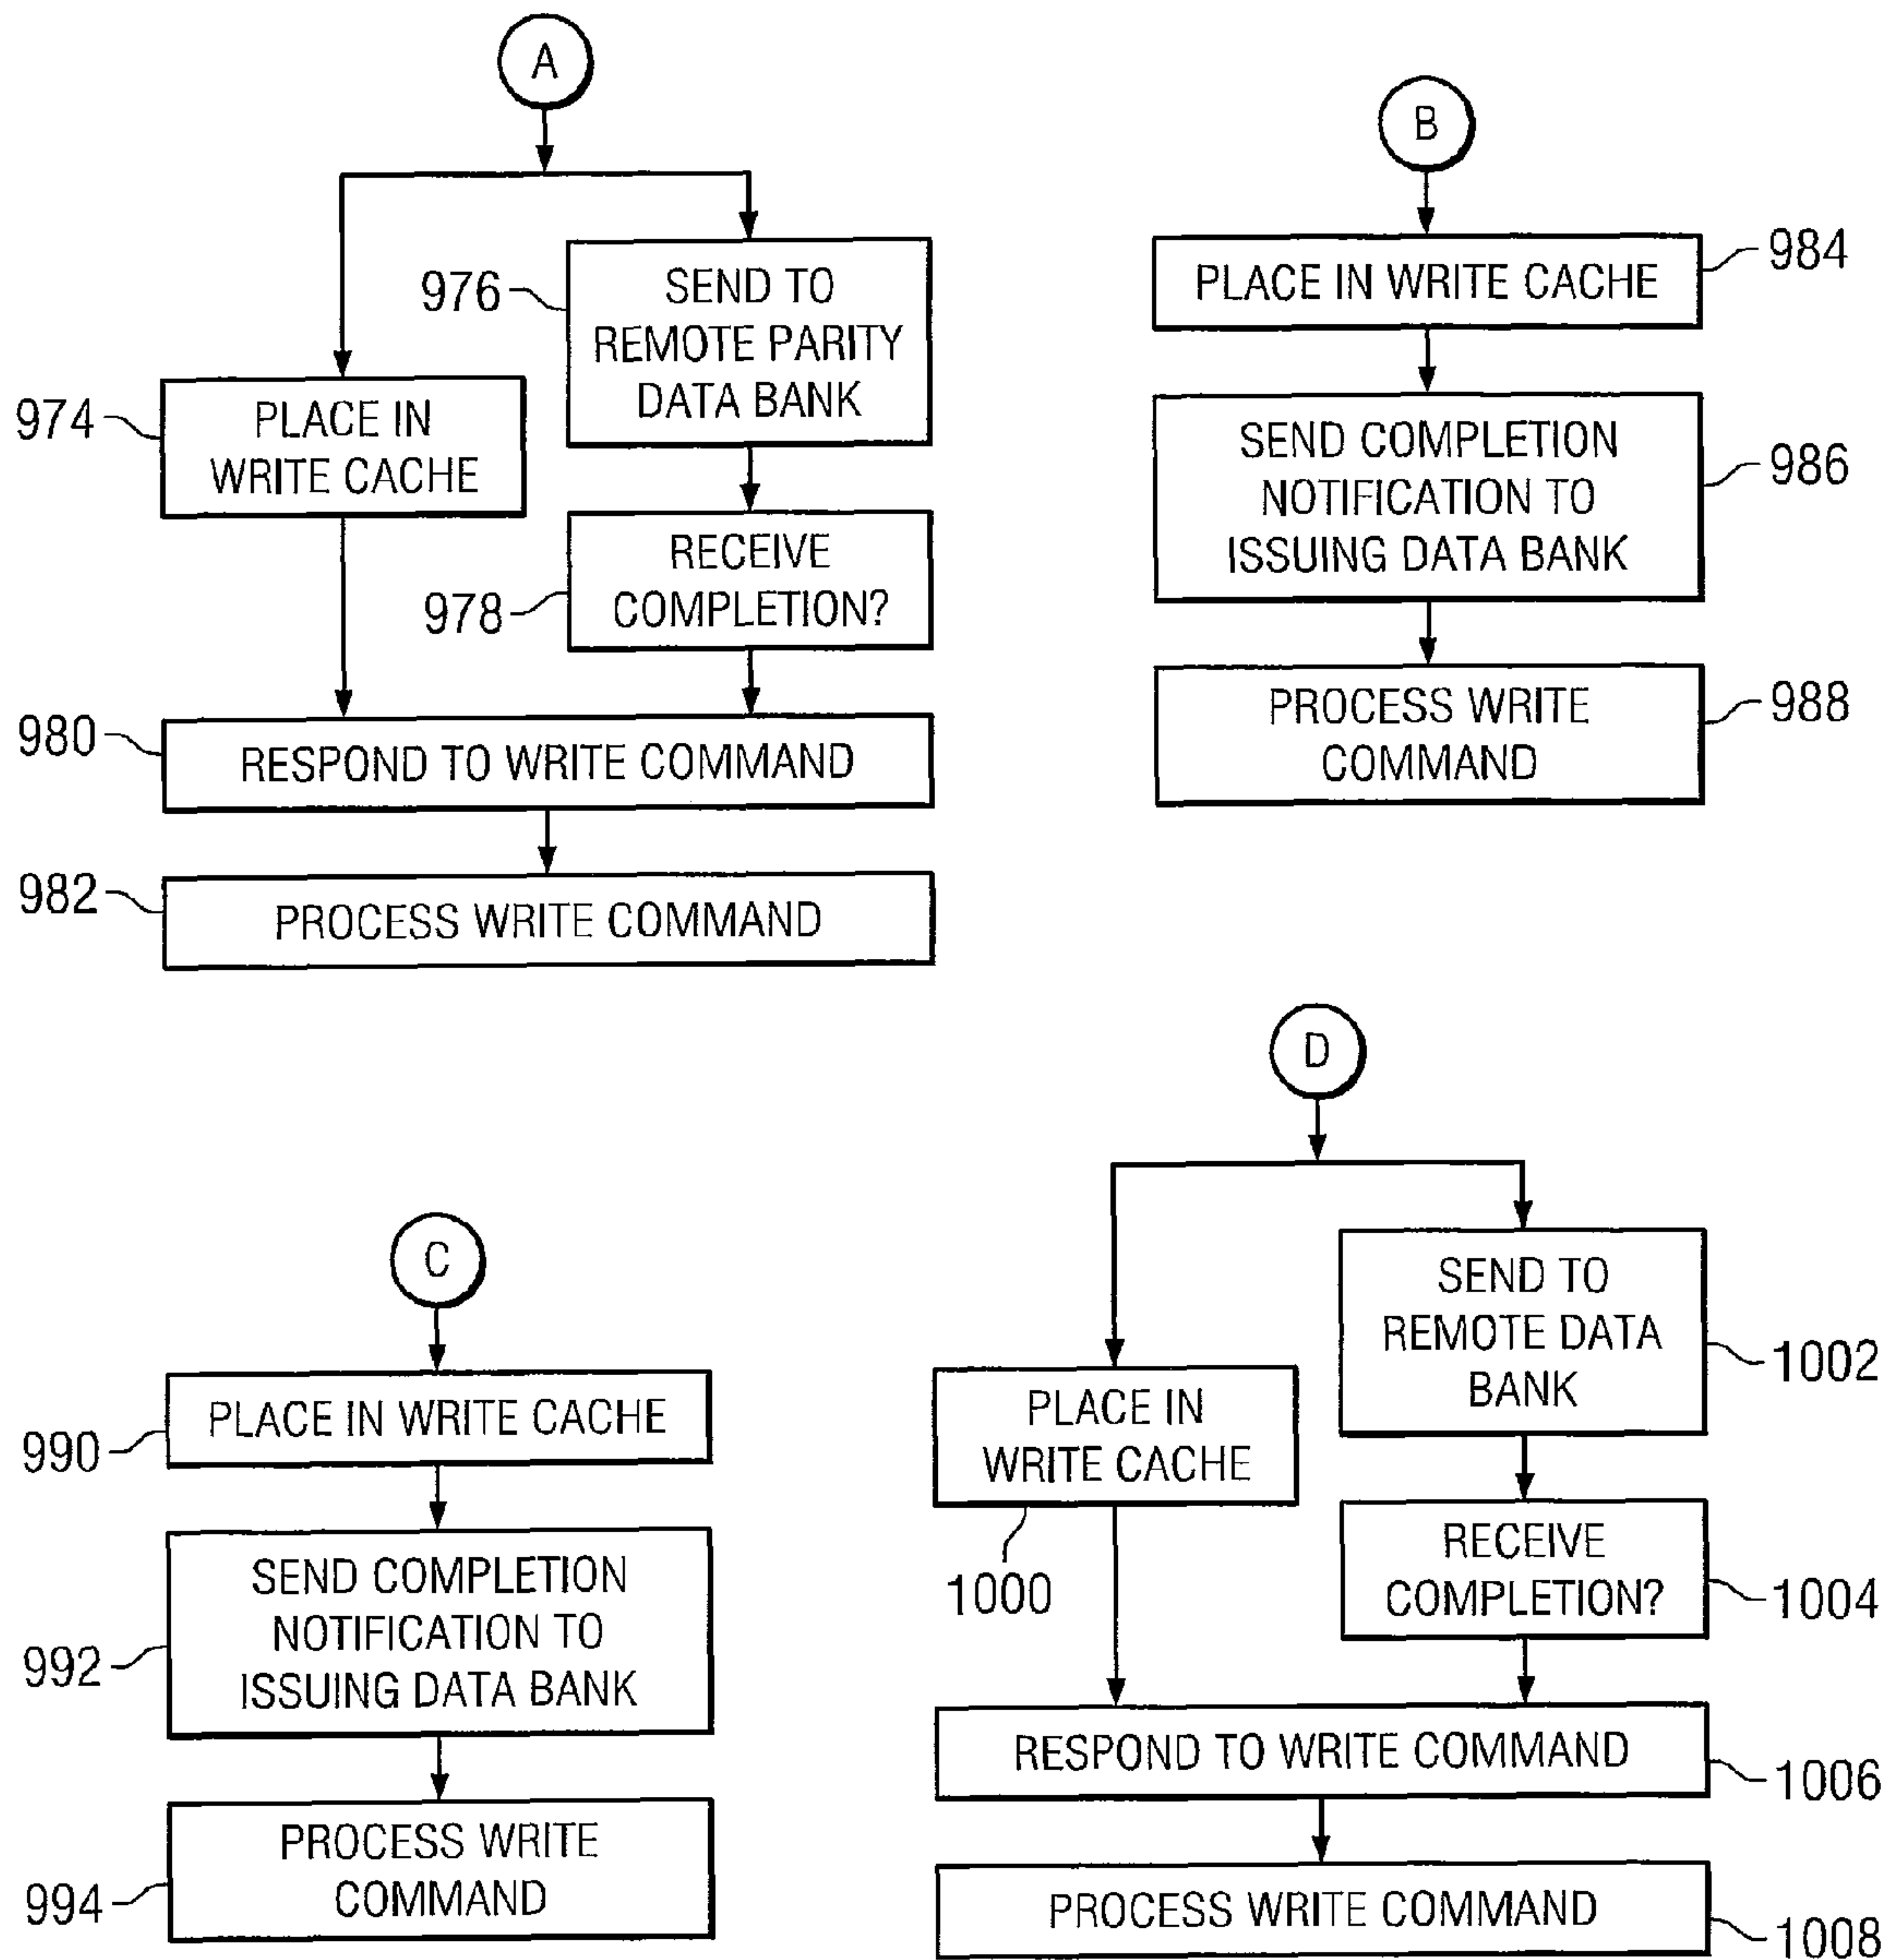 A
976
SEND TO
REMOTE PARITY
DATA BANK
974
PLACE IN
WRITE CACHE
978
RECEIVE
COMPLETION?
980
RESPOND TO WRITE COMMAND
982
PROCESS WRITE COMMAND
B
PLACE IN WRITE CACHE
984
SEND COMPLETION
NOTIFICATION TO
ISSUING DATA BANK
986
PROCESS WRITE
COMMAND
988
C
990
PLACE IN WRITE CACHE
992
SEND COMPLETION
NOTIFICATION TO
ISSUING DATA BANK
994
PROCESS WRITE
COMMAND
D
SEND TO
REMOTE DATA
BANK
1002
PLACE IN
WRITE CACHE
1000
RECEIVE
COMPLETION?
1004
RESPOND TO WRITE COMMAND
1006
PROCESS WRITE COMMAND
1008